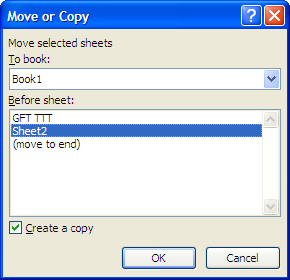 Move or Copy
Move selected sheets
To book:
Book1
Before sheet:
GFT TTT
Sheet2
(move to end)
Create a copy
OK Cancel